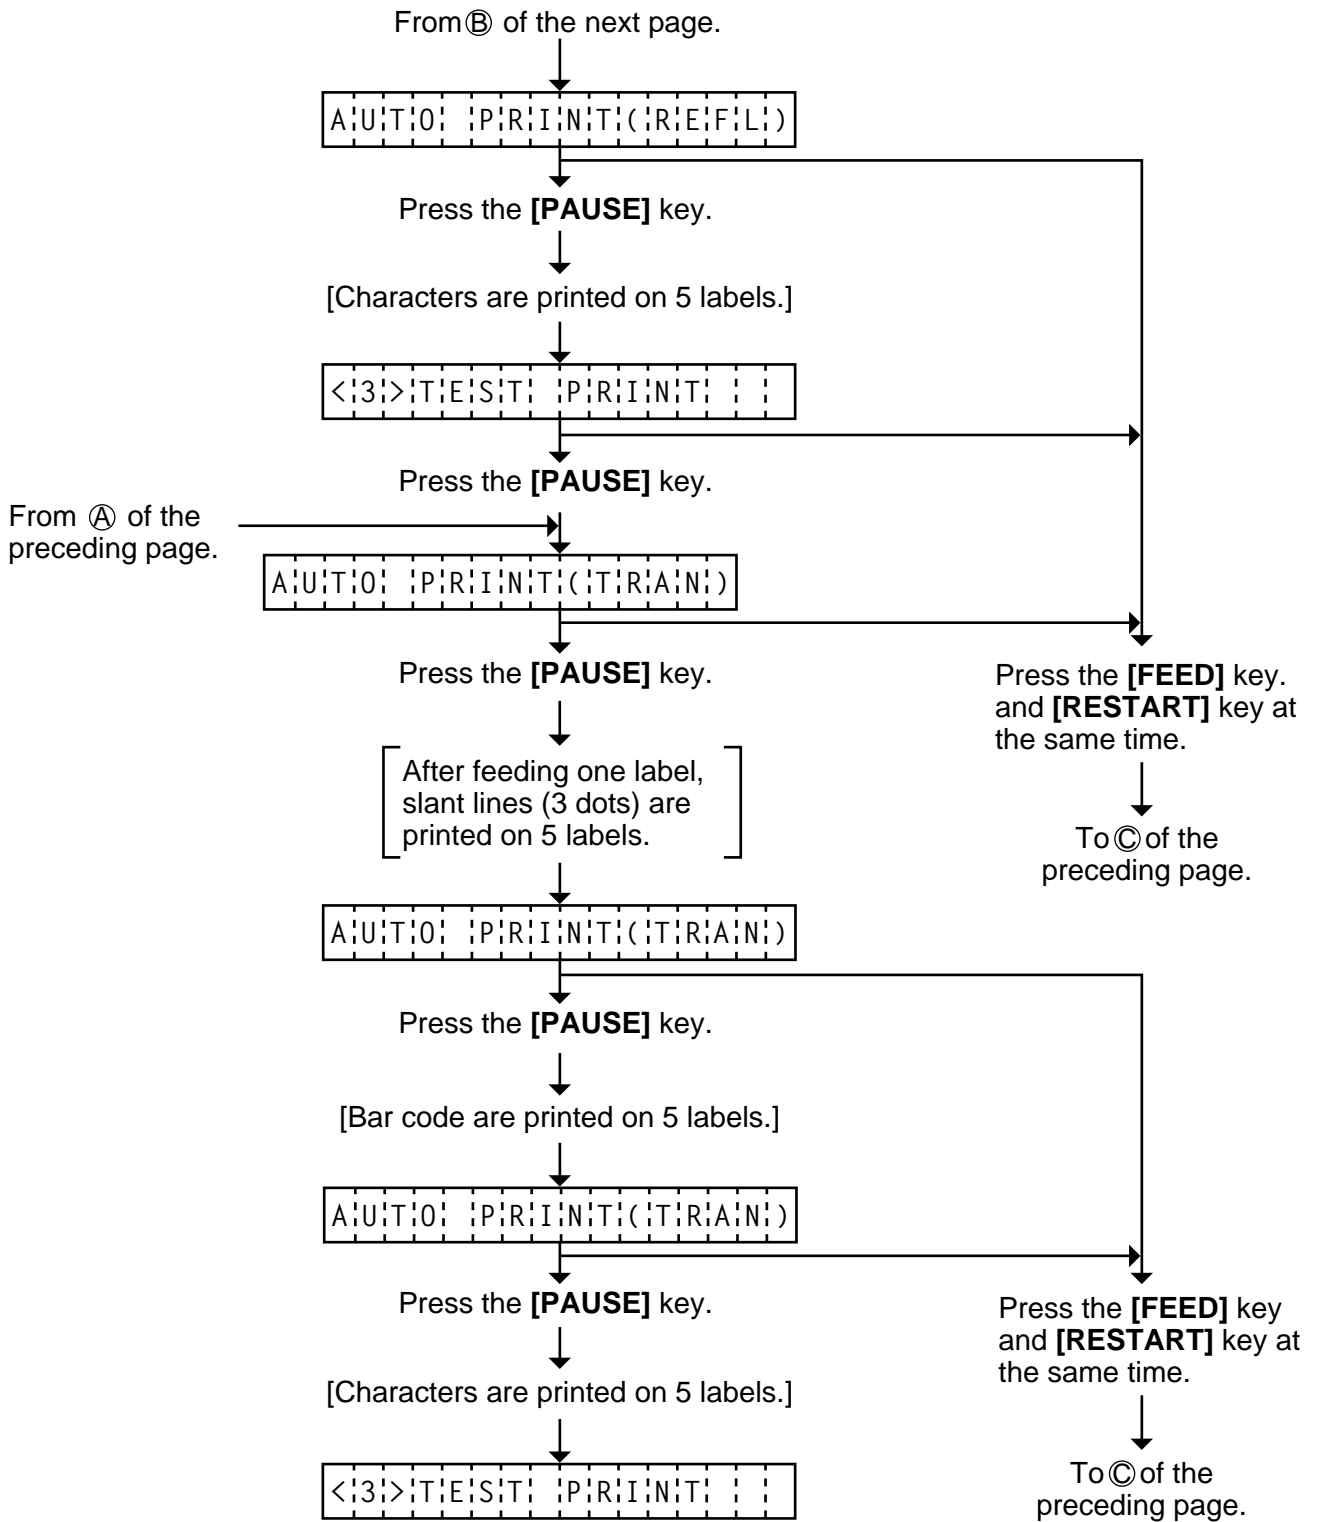 From Ⓑ of the next page.
AUTO PRINT(REFL)
Press the [PAUSE] key.
[Characters are printed on 5 labels.]
<3>TEST PRINT
Press the [PAUSE] key.
From Ⓐ of the
preceding page.
AUTO PRINT(TRAN)
Press the [PAUSE] key.
Press the [FEED] key.
and [RESTART] key at
the same time.
After feeding one label,
slant lines (3 dots) are
printed on 5 labels.
To Ⓒ of the
preceding page.
AUTO PRINT(TRAN)
Press the [PAUSE] key.
[Bar code are printed on 5 labels.]
AUTO PRINT(TRAN)
Press the [PAUSE] key.
Press the [FEED] key
and [RESTART] key at
the same time.
[Characters are printed on 5 labels.]
<3>TEST PRINT
To Ⓒ of the
preceding page.